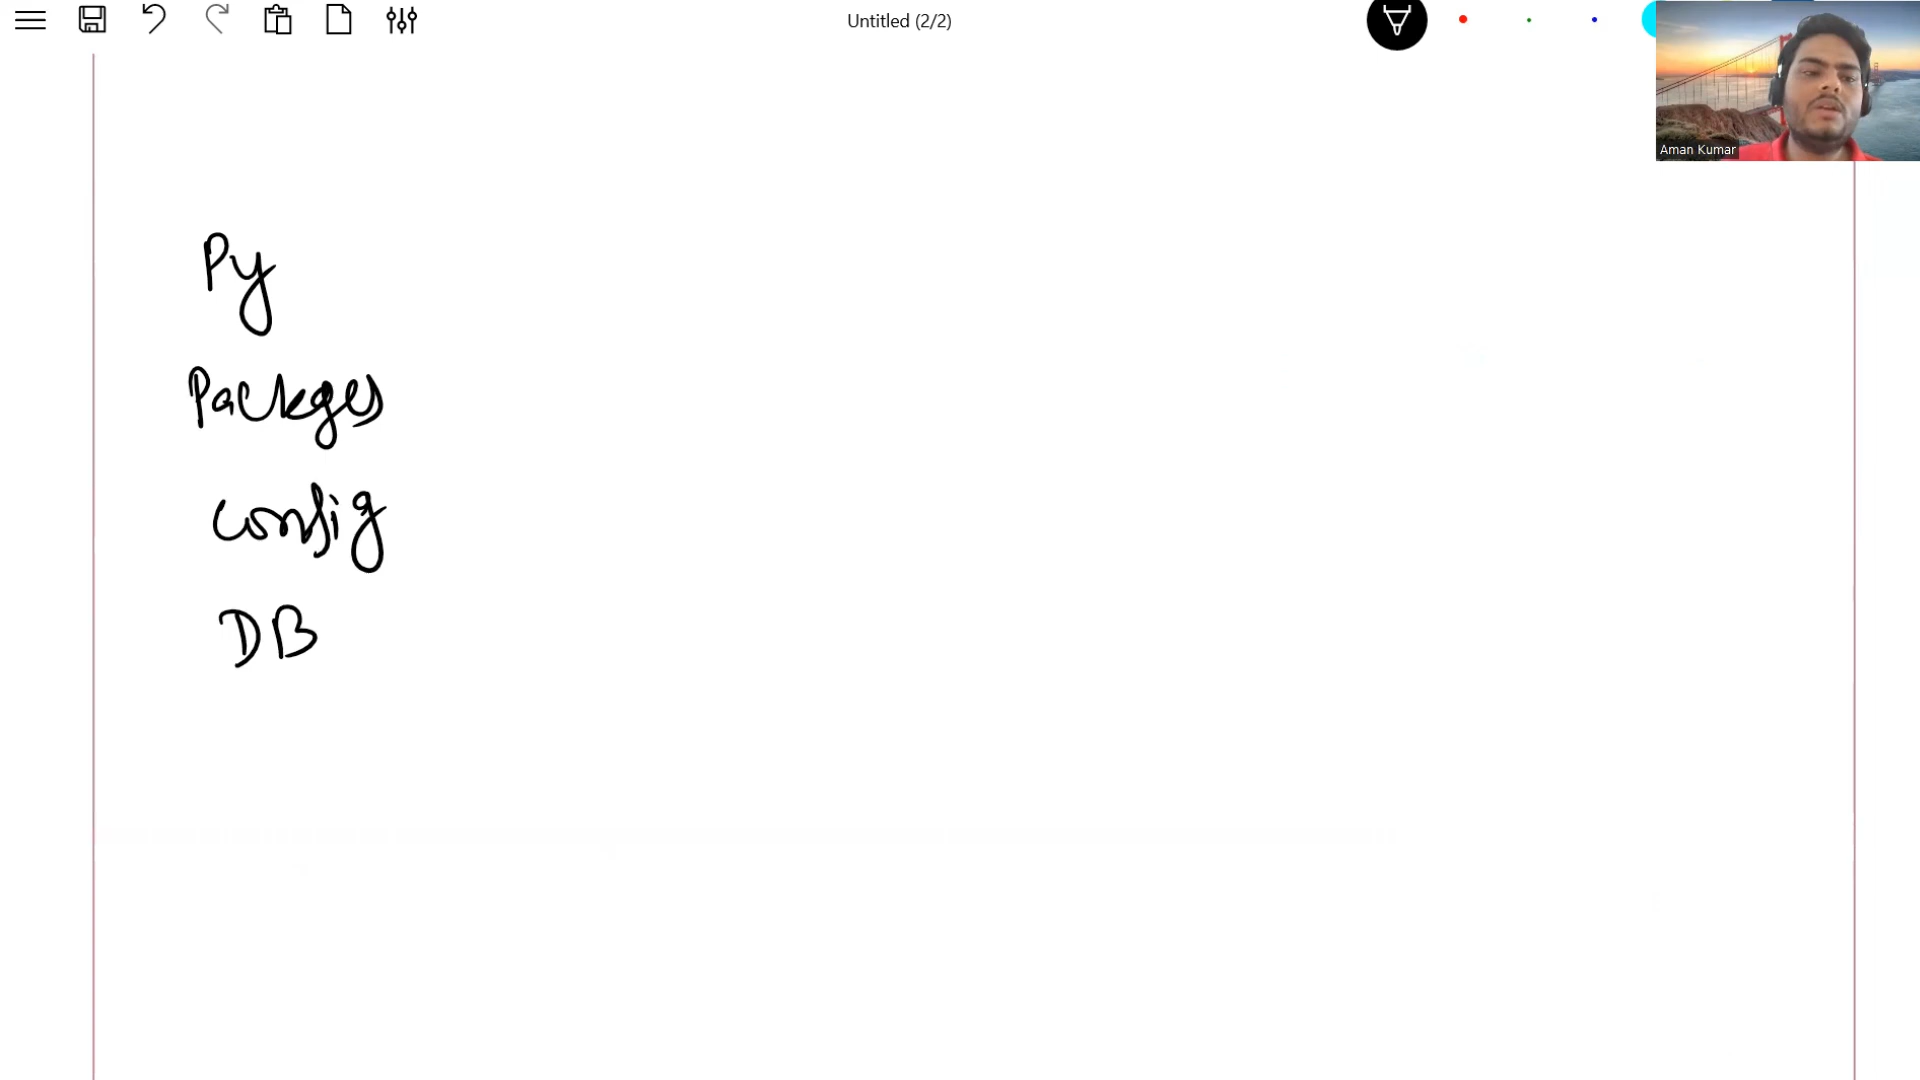 Untitled (2/2)
Aman Kumar
Py
Packges
Config
DB